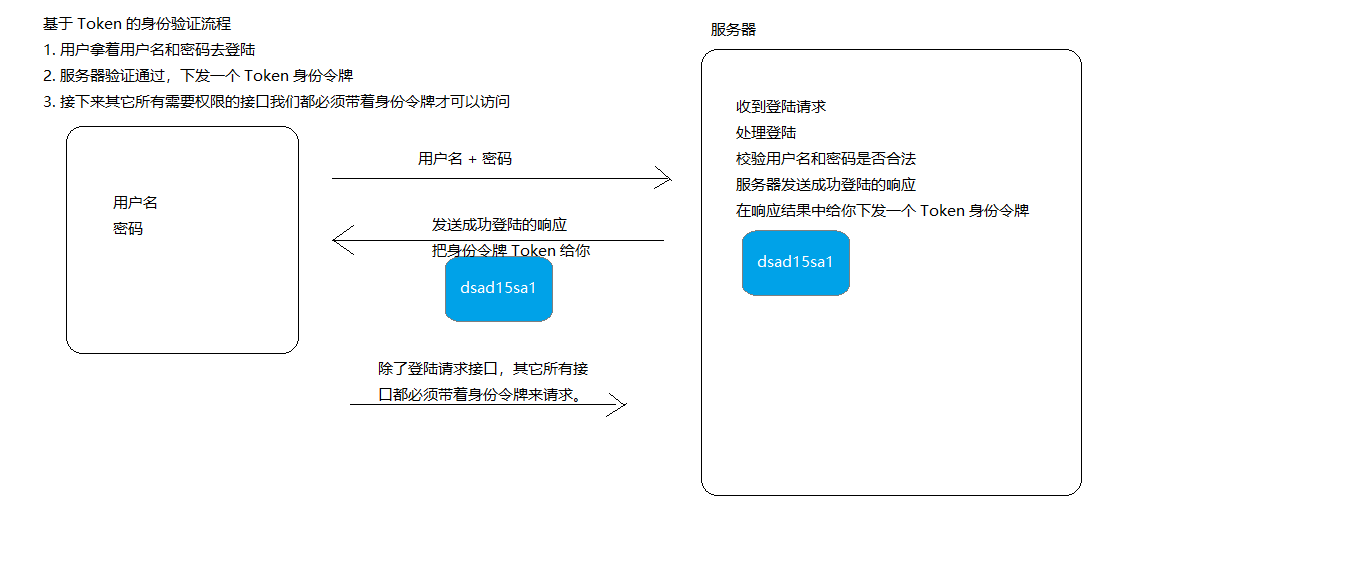 基于 Token 的身份验证流程
1. 用户拿着用户名和密码去登陆
2. 服务器验证通过，下发一个 Token 身份令牌
3. 接下来其它所有需要权限的接口我们都必须带着身份令牌才可以访问
用户名
密码
用户名 + 密码
发送成功登陆的响应
把身份令牌 Token 给你
dsad15sa1
除了登陆请求接口，其它所有接
口都必须带着身份令牌来请求。
服务器
收到登陆请求
处理登陆
校验用户名和密码是否合法
服务器发送成功登陆的响应
在响应结果中给你下发一个 Token 身份令牌
dsad15sa1